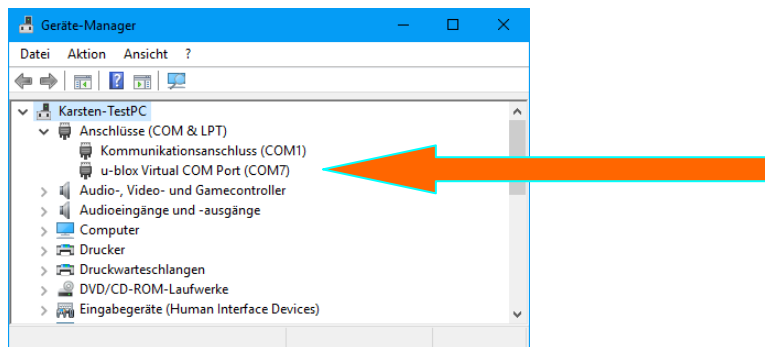 Geräte-Manager
Datei Aktion Ansicht ?
Karsten-TestPC
Anschlüsse (COM & LPT)
Kommunikationsanschluss (COM1)
u-blox Virtual COM Port (COM7)
Audio-, Video- und Gamecontroller
Audioeingänge und -ausgänge
Computer
Drucker
Druckwarteschlangen
DVD/CD-ROM-Laufwerke
Eingabegeräte (Human Interface Devices)